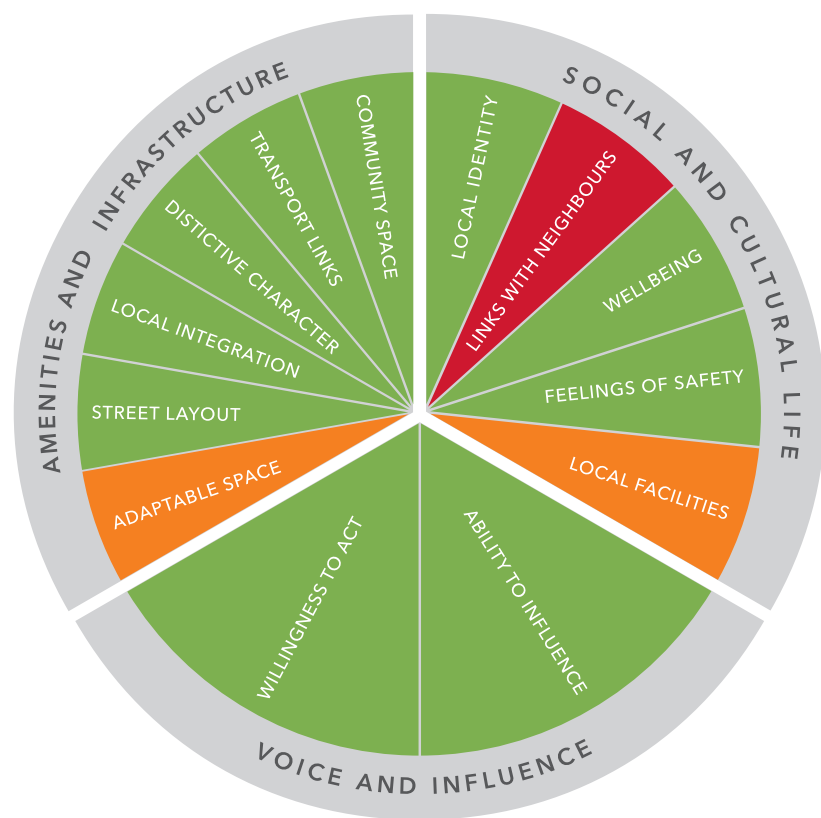 AMENITIES AND INFRASTRUCTURE
COMMUNITY SPACE
TRANSPORT LINKS
DISTICTIVE CHARACTER
LOCAL INTEGRATION
STREET LAYOUT
ADAPTABLE SPACE
SOCIAL AND CULTURAL LIFE
LOCAL IDENTITY
LINKS WITH NEIGHBOURS
WELLBEING
FEELINGS OF SAFETY
LOCAL FACILITIES
WILLINGNESS TO ACT
ABILITY TO INFLUENCE
VOICE AND INFLUENCE